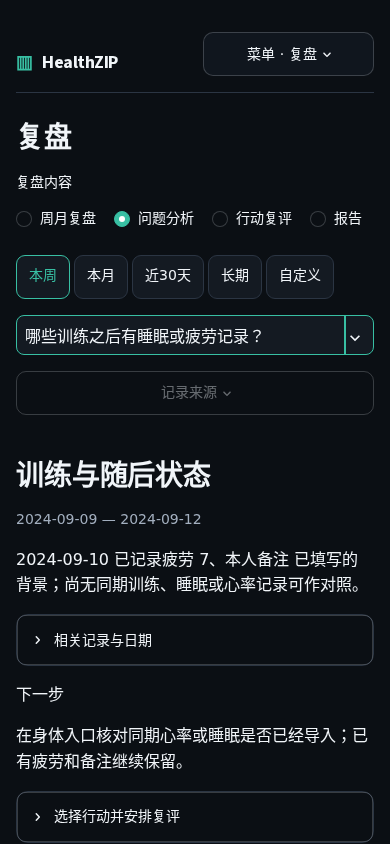 HealthZIP
菜单 · 复盘
复盘
复盘内容
周月复盘 问题分析 行动复评 报告
本周 本月 近30天 长期 自定义
哪些训练之后有睡眠或疲劳记录？
记录来源
训练与随后状态
2024-09-09 — 2024-09-12
2024-09-10 已记录疲劳 7、本人备注 已填写的
背景；尚无同期训练、睡眠或心率记录可作对照。
相关记录与日期
下一步
在身体入口核对同期心率或睡眠是否已经导入；已
有疲劳和备注继续保留。
选择行动并安排复评